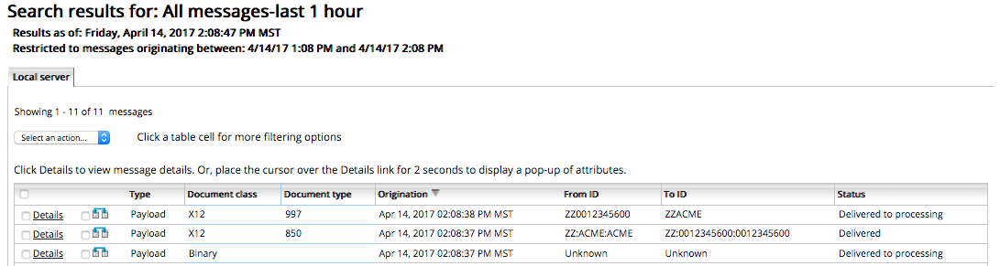 Search results for: All messages-last 1 hour
Results as of: Friday, April 14, 2017 2:08:47 PM MST
Restricted to messages originating between: 4/14/17 1:08 PM and 4/14/17 2:08 PM
Local server
Showing 1 - 11 of 11 messages
Select an action... Click a table cell for more filtering options
Click Details to view message details. Or, place the cursor over the Details link for 2 seconds to display a pop-up of attributes.
Type Document class Document type Origination From ID To ID Status
Details Payload X12 997 Apr 14, 2017 02:08:38 PM MST ZZ0012345600 ZZACME Delivered to processing
Details Payload X12 850 Apr 14, 2017 02:08:37 PM MST ZZ:ACME:ACME ZZ:0012345600:0012345600 Delivered
Details Payload Binary Apr 14, 2017 02:08:37 PM MST Unknown Unknown Delivered to processing